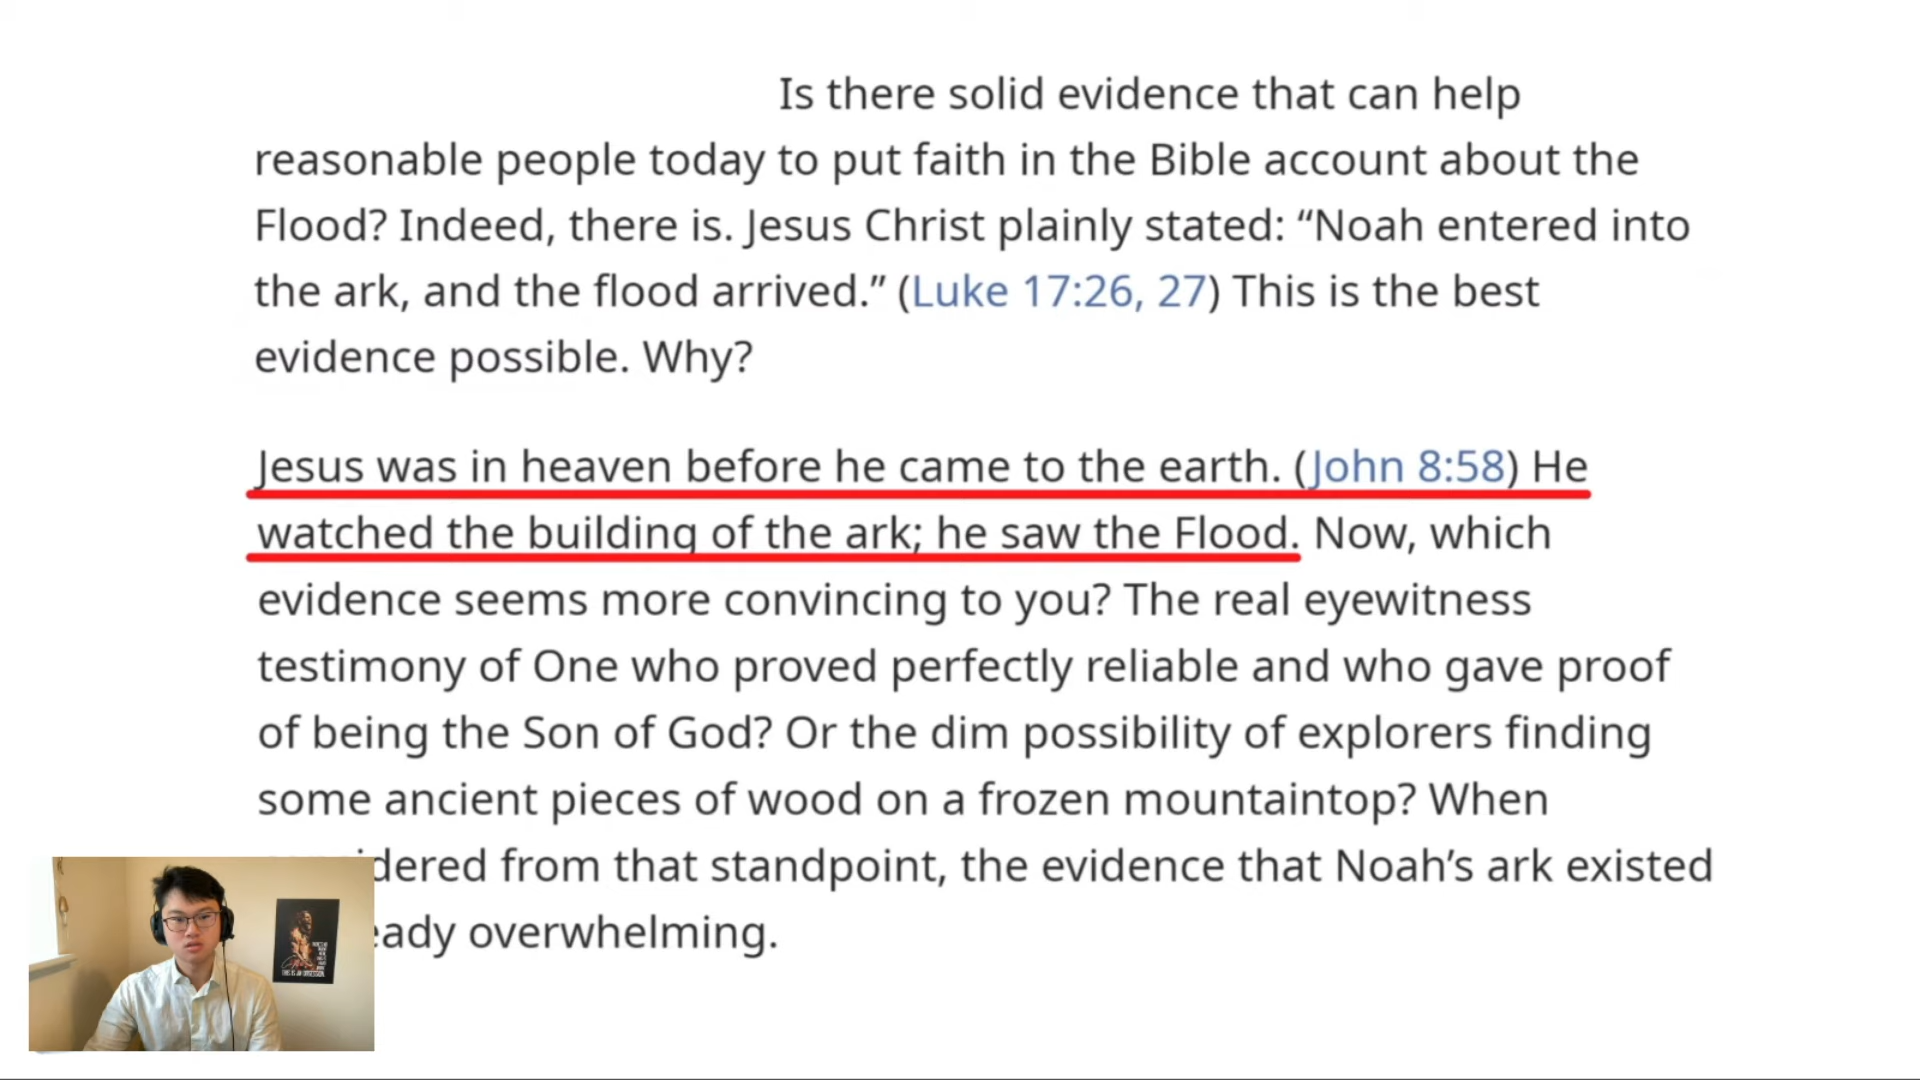 Is there solid evidence that can help
reasonable people today to put faith in the Bible account about the
Flood? Indeed, there is. Jesus Christ plainly stated: “Noah entered into
the ark, and the flood arrived.” (Luke 17:26, 27) This is the best
evidence possible. Why?
Jesus was in heaven before he came to the earth. (John 8:58) He
watched the building of the ark; he saw the Flood. Now, which
evidence seems more convincing to you? The real eyewitness
testimony of One who proved perfectly reliable and who gave proof
of being the Son of God? Or the dim possibility of explorers finding
some ancient pieces of wood on a frozen mountaintop? When
dered from that standpoint, the evidence that Noah’s ark existed
eady overwhelming.
THIS IS AN OBSESSION